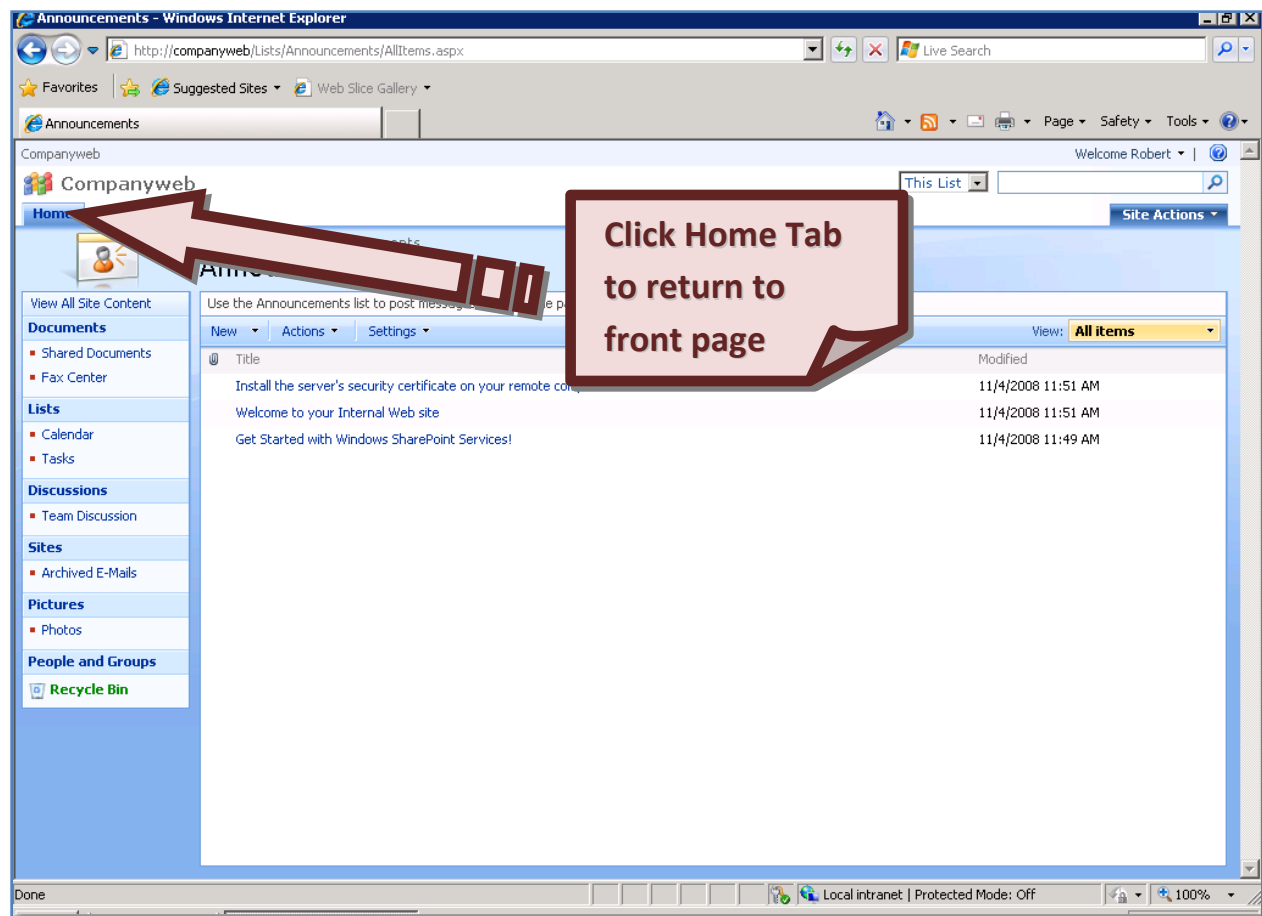 Announcements - Windows Internet Explorer
http://companyweb/Lists/Announcements/AllItems.aspx
Live Search
Favorites Suggested Sites Web Slice Gallery
Announcements
Page Safety Tools
Companyweb
Welcome Robert |
Companyweb
This List
Home
Site Actions
Click Home Tab
to return to
front page
View All Site Content
Use the Announcements list to post
Documents
New Actions Settings
View: All items
Shared Documents
Title Modified
Fax Center
Install the server's security certificate on your remote
11/4/2008 11:51 AM
Lists
Welcome to your Internal Web site
11/4/2008 11:51 AM
Calendar
Get Started with Windows SharePoint Services!
11/4/2008 11:49 AM
Tasks
Discussions
Team Discussion
Sites
Archived E-Mails
Pictures
Photos
People and Groups
Recycle Bin
Done
Local intranet | Protected Mode: Off
100%